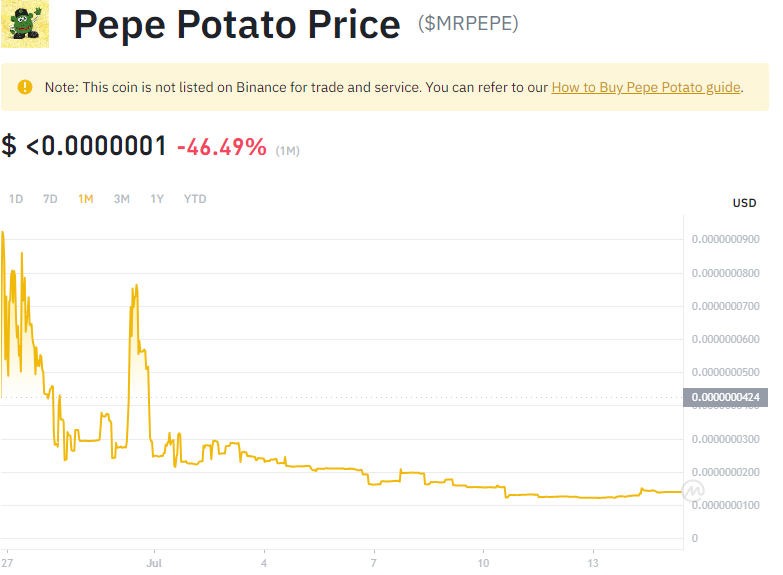 Pepe Potato Price ($MRPEPE)
Note: This coin is not listed on Binance for trade and service. You can refer to our How to Buy Pepe Potato guide.
$ <0.0000001 -46.49% (1M)
1D 7D 1M 3M 1Y YTD
USD
0.0000000900
0.0000000800
0.0000000700
0.0000000600
0.0000000500
0.0000000424
0.0000000300
0.0000000200
0.0000000100
0
27 Jul 4 7 10 13